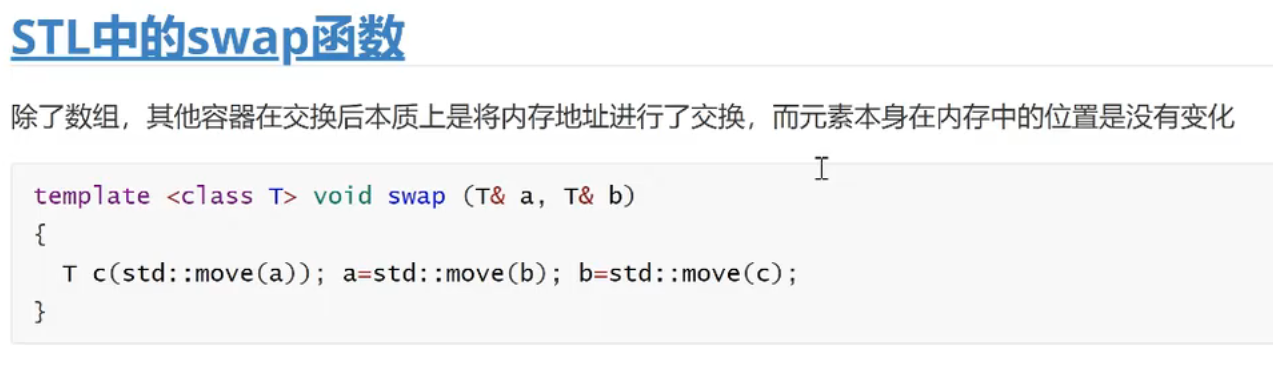 STL中的swap函数
除了数组，其他容器在交换后本质上是将内存地址进行了交换，而元素本身在内存中的位置是没有变化
template <class T> void swap (T& a, T& b)
{
  T c(std::move(a)); a=std::move(b); b=std::move(c);
}